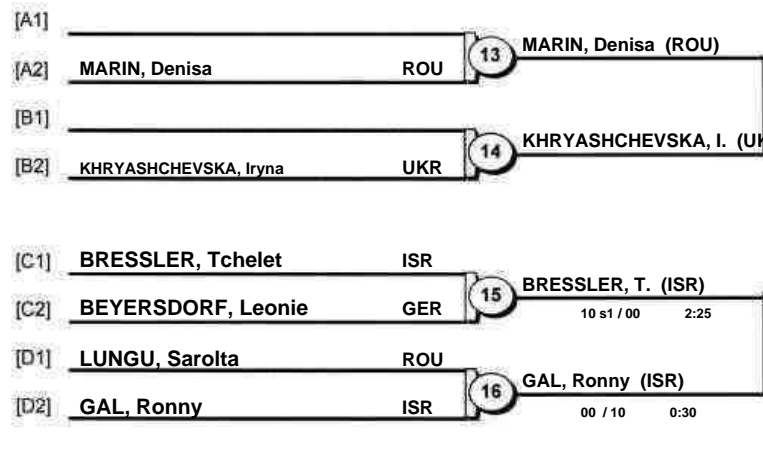 [A1]
[A2] MARIN, Denisa ROU
13 MARIN, Denisa (ROU)
[B1]
[B2] KHRYASHCHEVSKA, Iryna UKR
14 KHRYASHCHEVSKA, I. (UK
[C1] BRESSLER, Tchelet ISR
[C2] BEYERSDORF, Leonie GER
15 BRESSLER, T. (ISR)
10 s1 / 00 2:25
[D1] LUNGU, Sarolta ROU
[D2] GAL, Ronny ISR
16 GAL, Ronny (ISR)
00 / 10 0:30